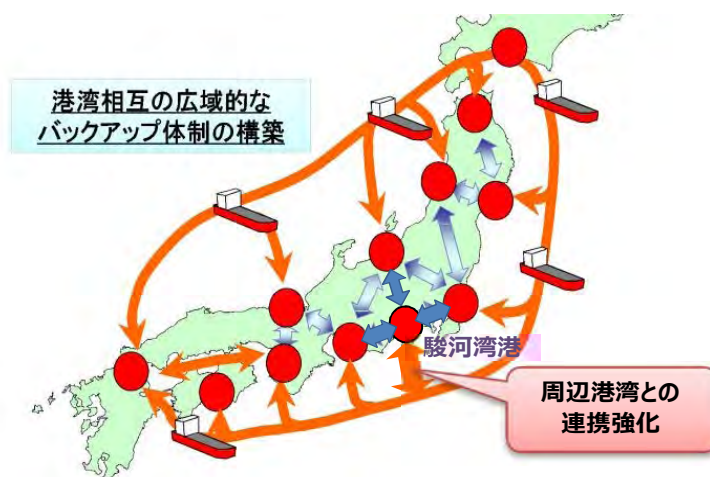 港湾相互の広域的な
バックアップ体制の構築
駿河湾港
周辺港湾との
連携強化